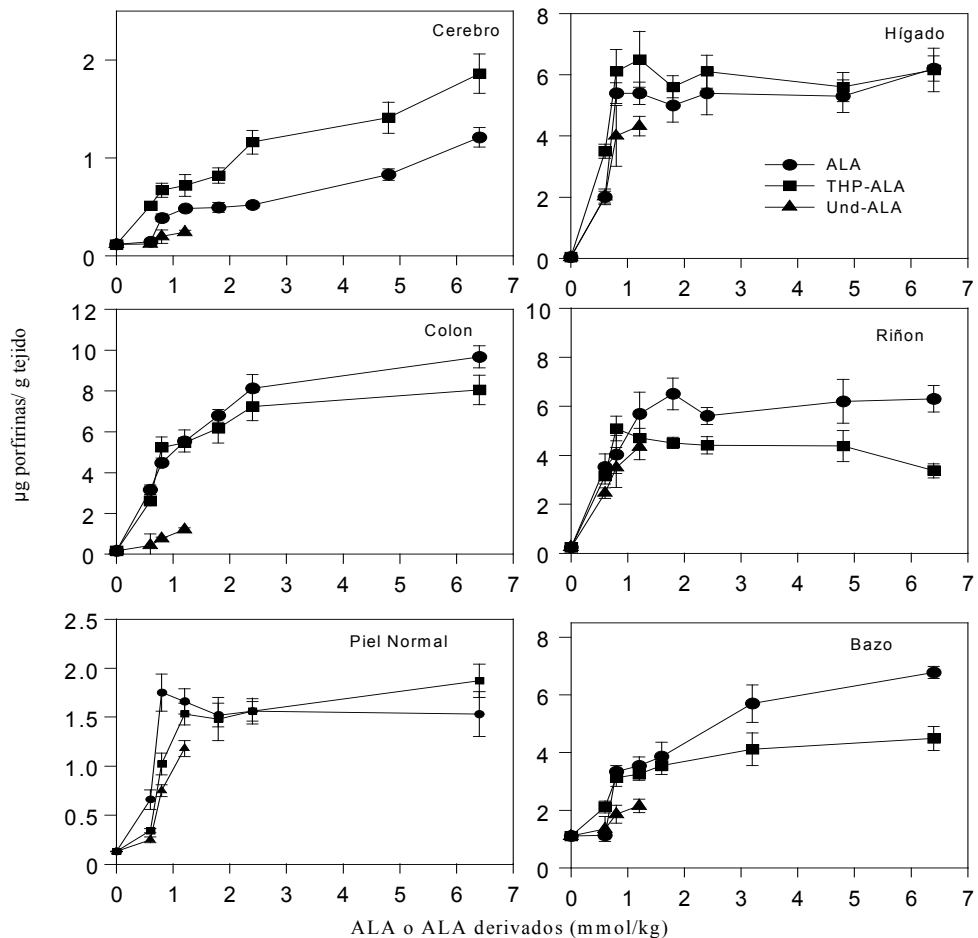 Cerebro
2
1
0
0 1 2 3 4 5 6 7
Hígado
8
6
4
2
0
ALA
THP-ALA
Und-ALA
0 1 2 3 4 5 6 7
Colon
12
10
8
6
4
2
0
0 1 2 3 4 5 6 7
Riñon
10
8
6
4
2
0
0 1 2 3 4 5 6 7
Piel Normal
2.5
2.0
1.5
1.0
0.5
0
0 1 2 3 4 5 6 7
Bazo
8
6
4
2
0
0 1 2 3 4 5 6 7
µg porfirinas/ g tejido
ALA o ALA derivados (mmol/kg)